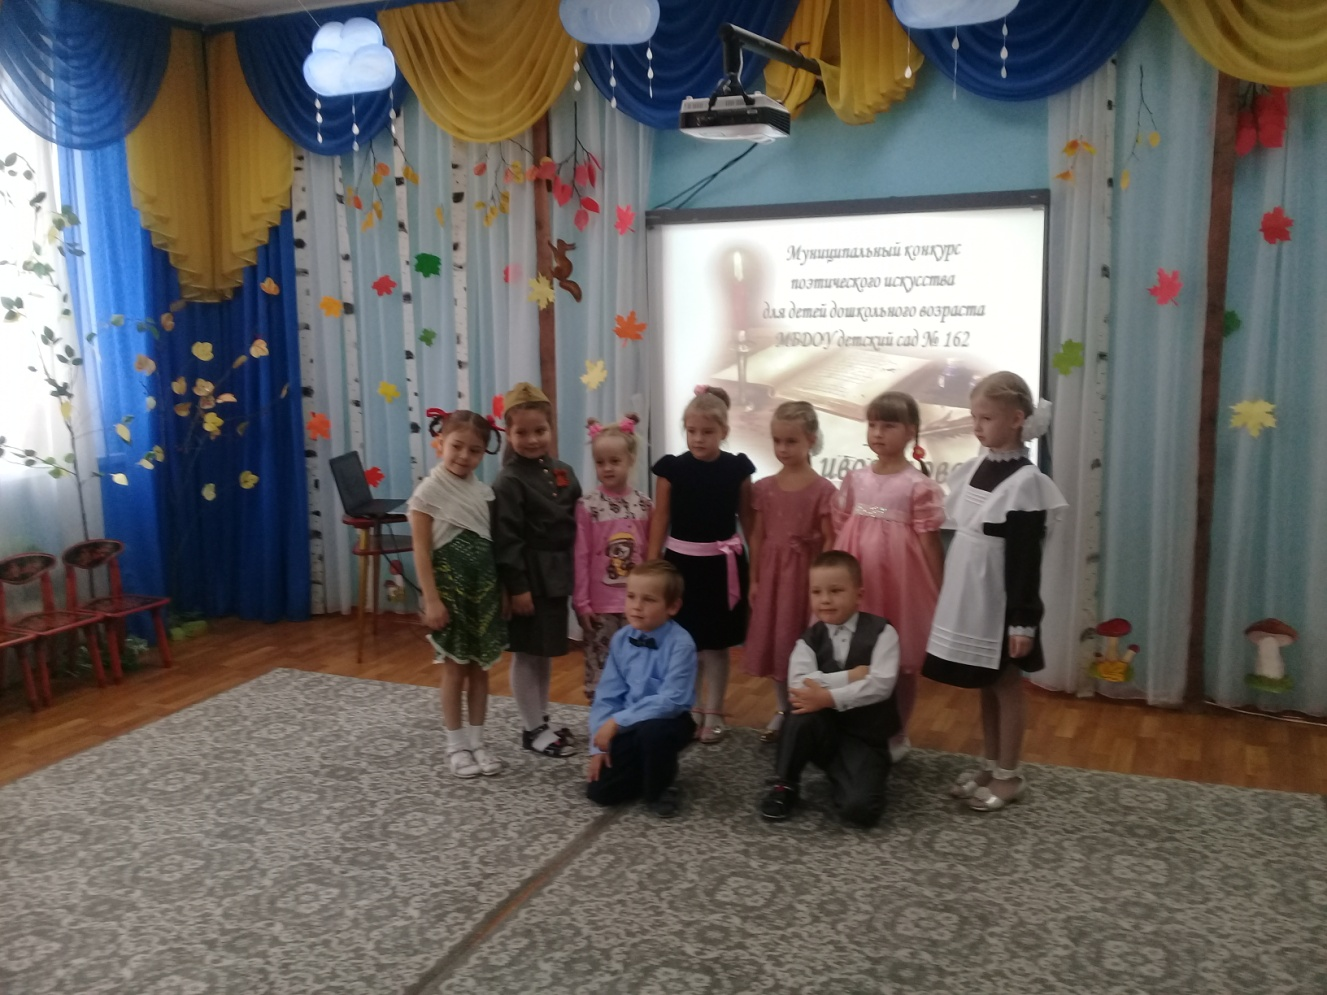 Муниципальный конкурс
поэтического искусства
для детей дошкольного возраста
МБДОУ детский сад № 162